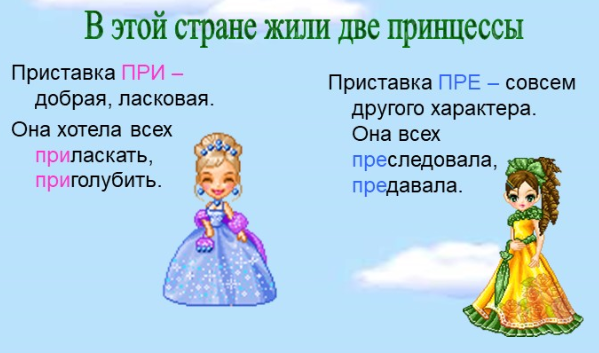 В этой стране жили две принцессы
Приставка ПРИ –
добрая, ласковая.
Она хотела всех
приласкать,
приголубить.
Приставка ПРЕ – совсем
другого характера.
Она всех
преследовала,
предавала.